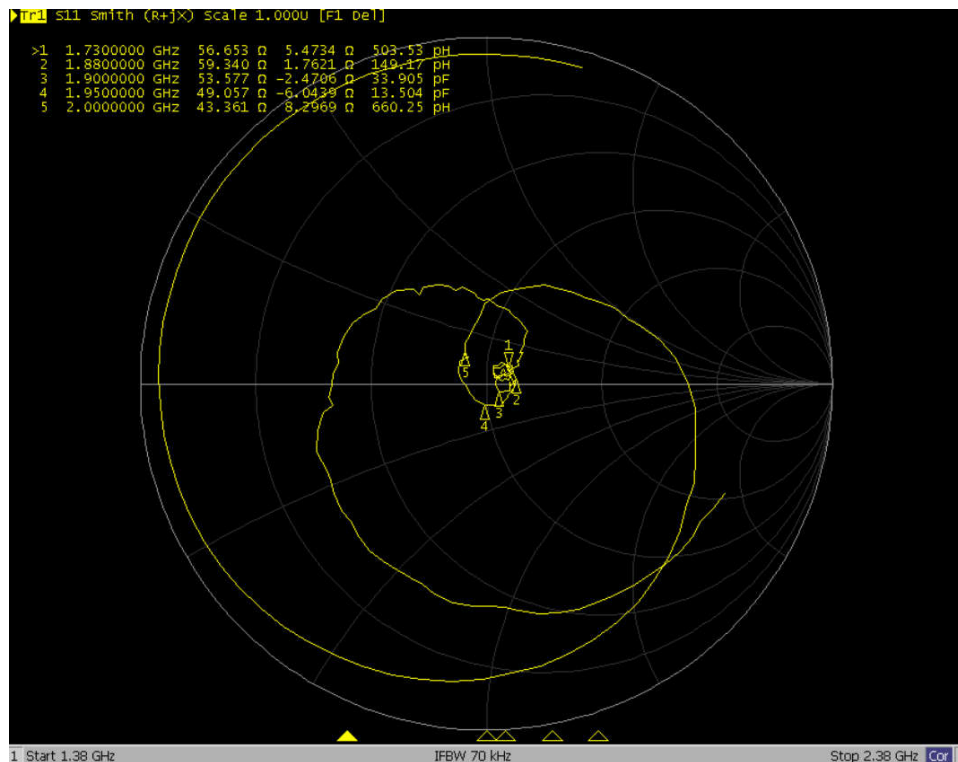 Tr1 S11 Smith (R+jX) Scale 1.000U [F1 Del]
>1 1.7300000 GHz 56.653 Ω 5.4734 Ω 503.53 pH
2 1.8800000 GHz 59.340 Ω 1.7621 Ω 149.17 pH
3 1.9000000 GHz 53.577 Ω -2.4706 Ω 33.905 pF
4 1.9500000 GHz 49.057 Ω -6.0439 Ω 13.504 pF
5 2.0000000 GHz 43.361 Ω 8.2969 Ω 660.25 pH
1
5
2
3
4
1 Start 1.38 GHz IFBW 70 kHz Stop 2.38 GHz Cor